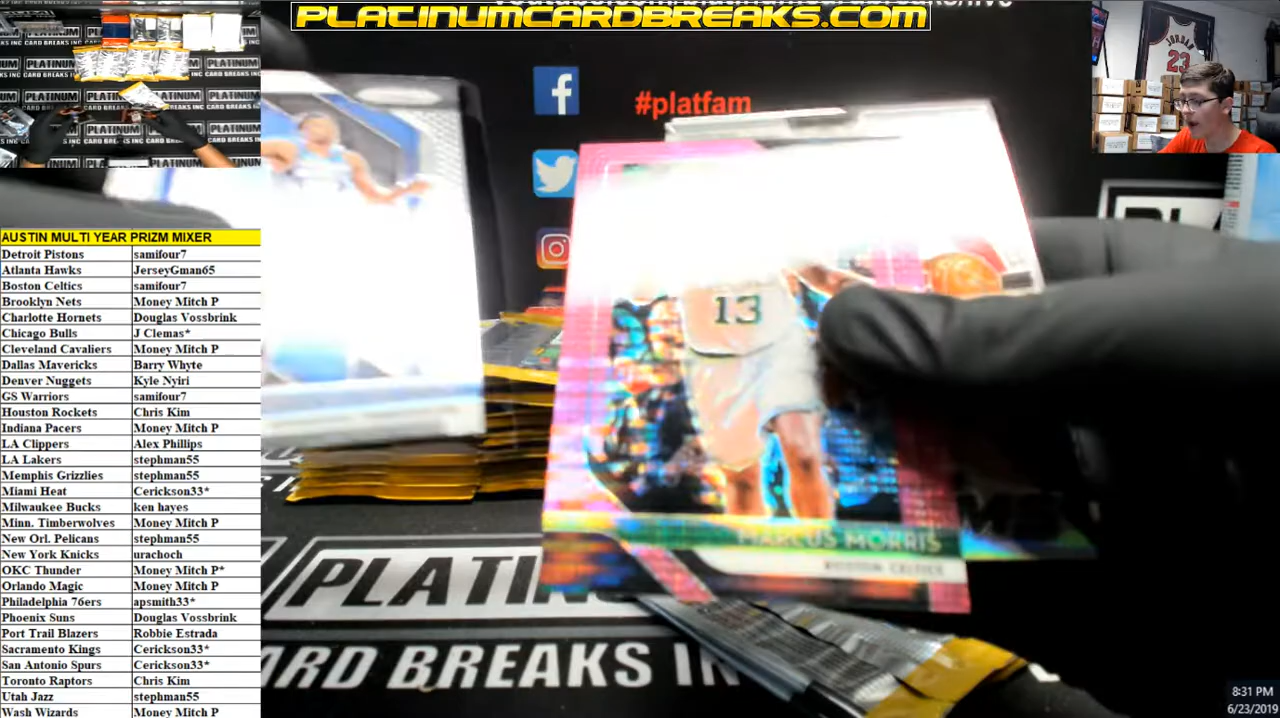 PLATINUMCARDBREAKS.COM
#platfam
JORDAN
23
AUSTIN MULTI YEAR PRIZM MIXER
Detroit Pistons samifour7
Atlanta Hawks JerseyGman65
Boston Celtics samifour7
Brooklyn Nets Money Mitch P
Charlotte Hornets Douglas Vossbrink
Chicago Bulls J Clemas*
Cleveland Cavaliers Money Mitch P
Dallas Mavericks Barry Whyte
Denver Nuggets Kyle Nyiri
GS Warriors samifour7
Houston Rockets Chris Kim
Indiana Pacers Money Mitch P
LA Clippers Alex Phillips
LA Lakers stephman55
Memphis Grizzlies stephman55
Miami Heat Cerickson33*
Milwaukee Bucks ken hayes
Minn. Timberwolves Money Mitch P
New Orl. Pelicans stephman55
New York Knicks urachoch
OKC Thunder Money Mitch P*
Orlando Magic Money Mitch P
Philadelphia 76ers apsmith33*
Phoenix Suns Douglas Vossbrink
Port Trail Blazers Robbie Estrada
Sacramento Kings Cerickson33*
San Antonio Spurs Cerickson33*
Toronto Raptors Chris Kim
Utah Jazz stephman55
Wash Wizards Money Mitch P
13
MARCUS MORRIS
BOSTON CELTICS
PLATIN
ARD BREAKS IN
8:31 PM
6/23/2019